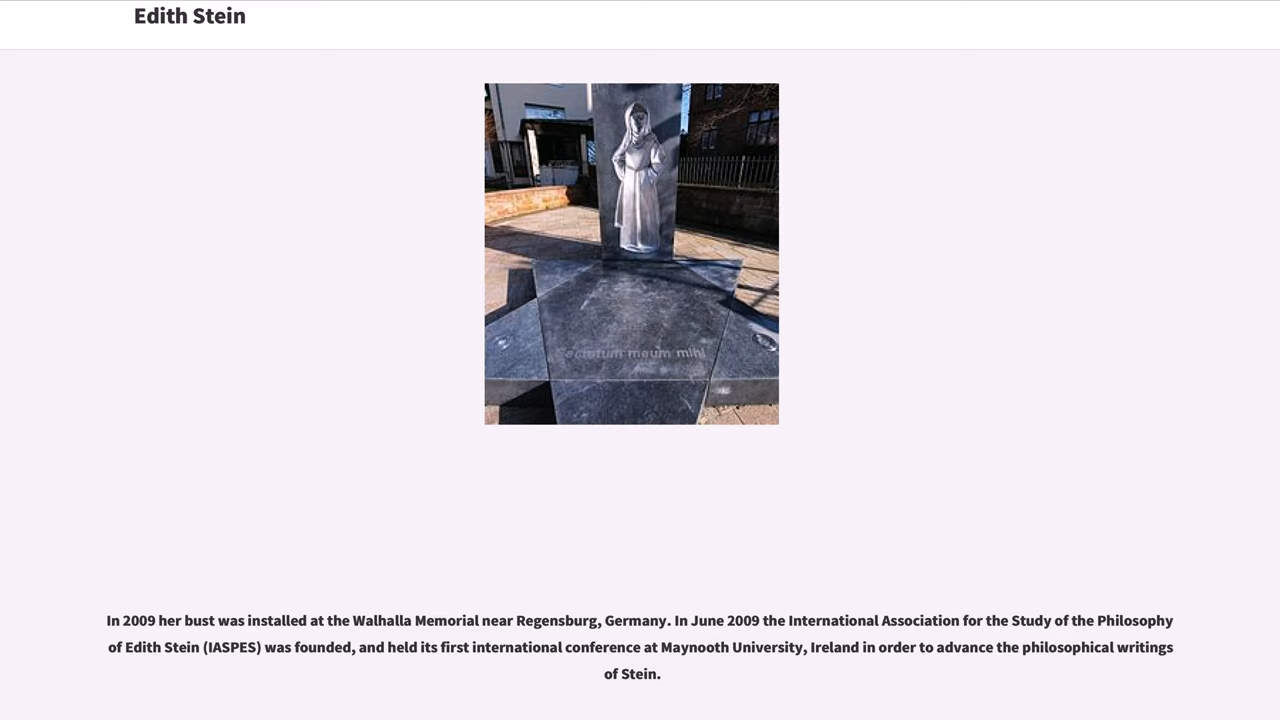 Edith Stein
Secretum meum mihi
In 2009 her bust was installed at the Walhalla Memorial near Regensburg, Germany. In June 2009 the International Association for the Study of the Philosophy
of Edith Stein (IASPES) was founded, and held its first international conference at Maynooth University, Ireland in order to advance the philosophical writings
of Stein.